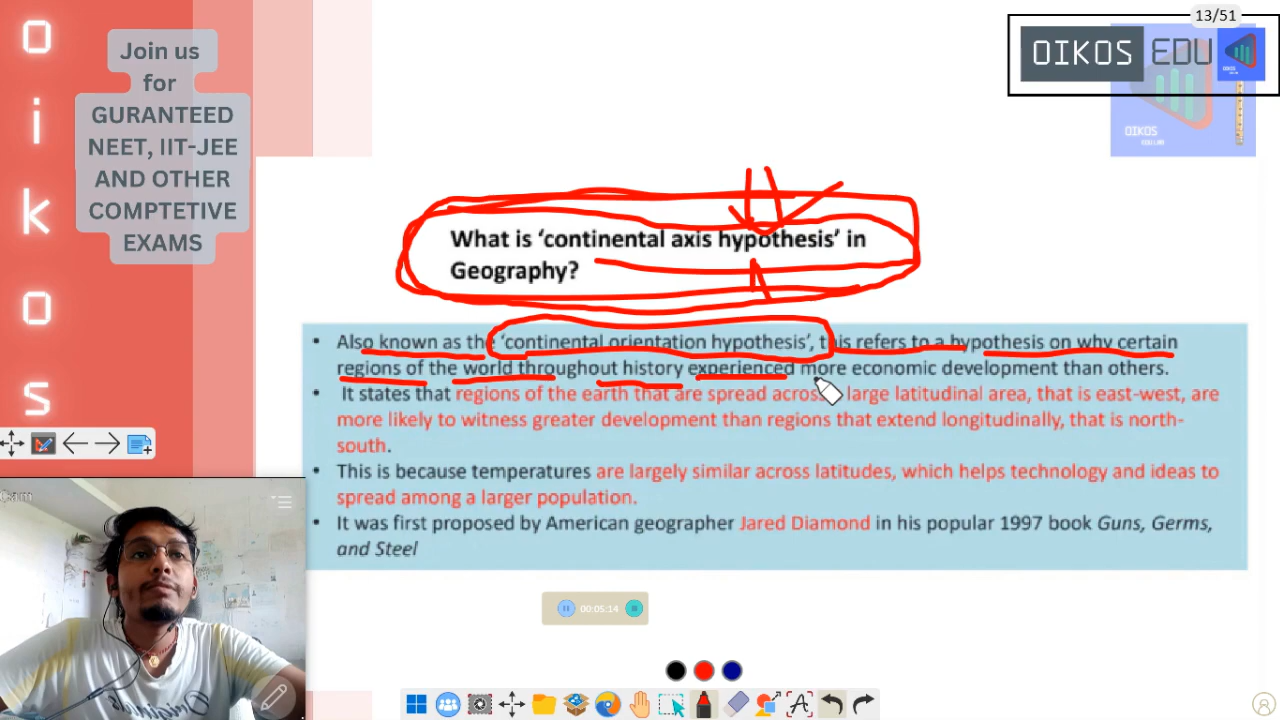 13/51
OIKOS EDU
o
i
k
o
s
Join us
for
GURANTEED
NEET, IIT-JEE
AND OTHER
COMPTETIVE
EXAMS
OIKOS
What is ‘continental axis hypothesis’ in
Geography?
• Also known as the ‘continental orientation hypothesis’, this refers to a hypothesis on why certain
regions of the world throughout history experienced more economic development than others.
• It states that regions of the earth that are spread across large latitudinal area, that is east-west, are
more likely to witness greater development than regions that extend longitudinally, that is north-
south.
• This is because temperatures are largely similar across latitudes, which helps technology and ideas to
spread among a larger population.
• It was first proposed by American geographer Jared Diamond in his popular 1997 book Guns, Germs,
and Steel
00:05:14